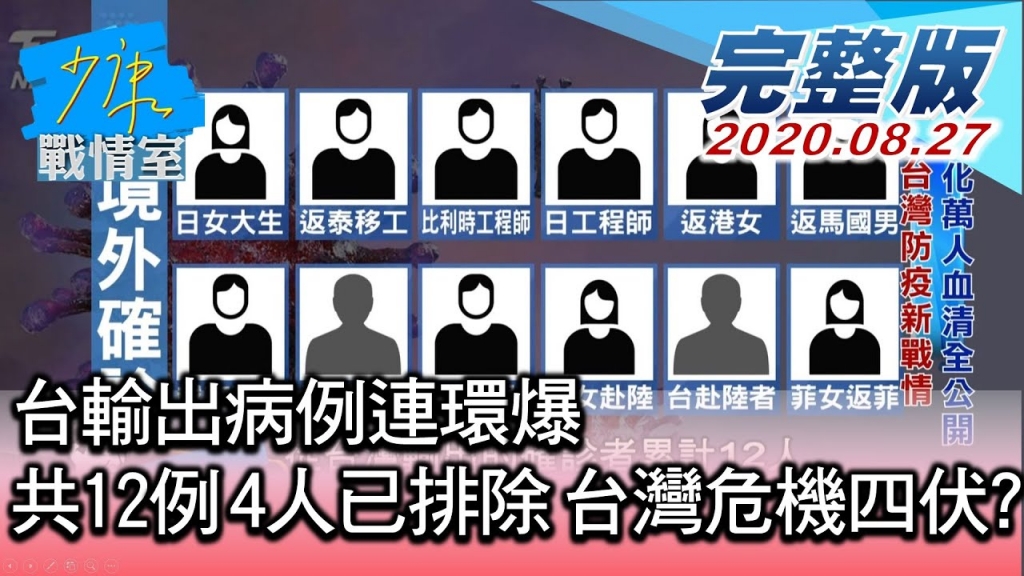 少康
戰情室
完整版
2020.08.27
境外確
日女大生
返泰移工
比利時工程師
日工程師
返港女
返馬國男
女赴陸
台赴陸者
菲女返菲
化萬人血清全公開
台灣防疫新戰情
台輸出病例連環爆
確診者累計12人
共12例 4人已排除 台灣危機四伏?